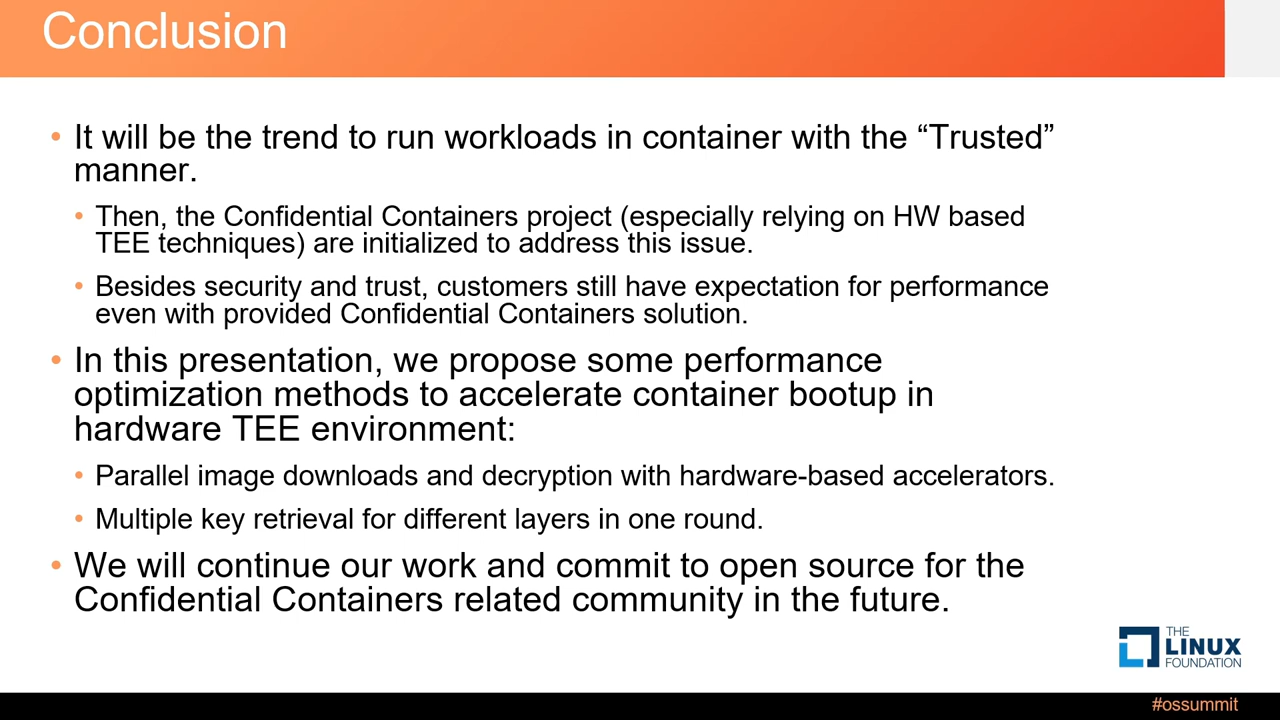 Conclusion
• It will be the trend to run workloads in container with the “Trusted”
manner.
• Then, the Confidential Containers project (especially relying on HW based
TEE techniques) are initialized to address this issue.
• Besides security and trust, customers still have expectation for performance
even with provided Confidential Containers solution.
• In this presentation, we propose some performance
optimization methods to accelerate container bootup in
hardware TEE environment:
• Parallel image downloads and decryption with hardware-based accelerators.
• Multiple key retrieval for different layers in one round.
• We will continue our work and commit to open source for the
Confidential Containers related community in the future.
THE
LINUX
FOUNDATION
#ossummit